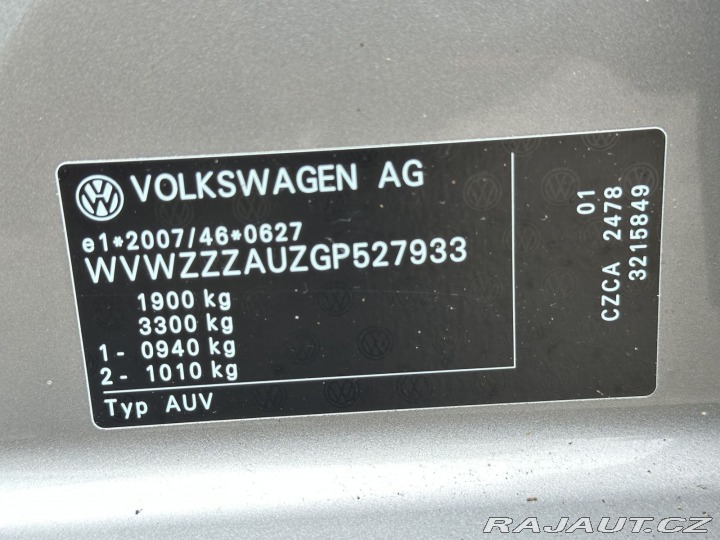 VOLKSWAGEN AG
e1*2007/46*0627
WVWZZZAUZGP527933
1900 kg
3300 kg
1- 0940 kg
2- 1010 kg
Typ AUV
01
CZCA 2478
3215849
RAJAUT.CZ